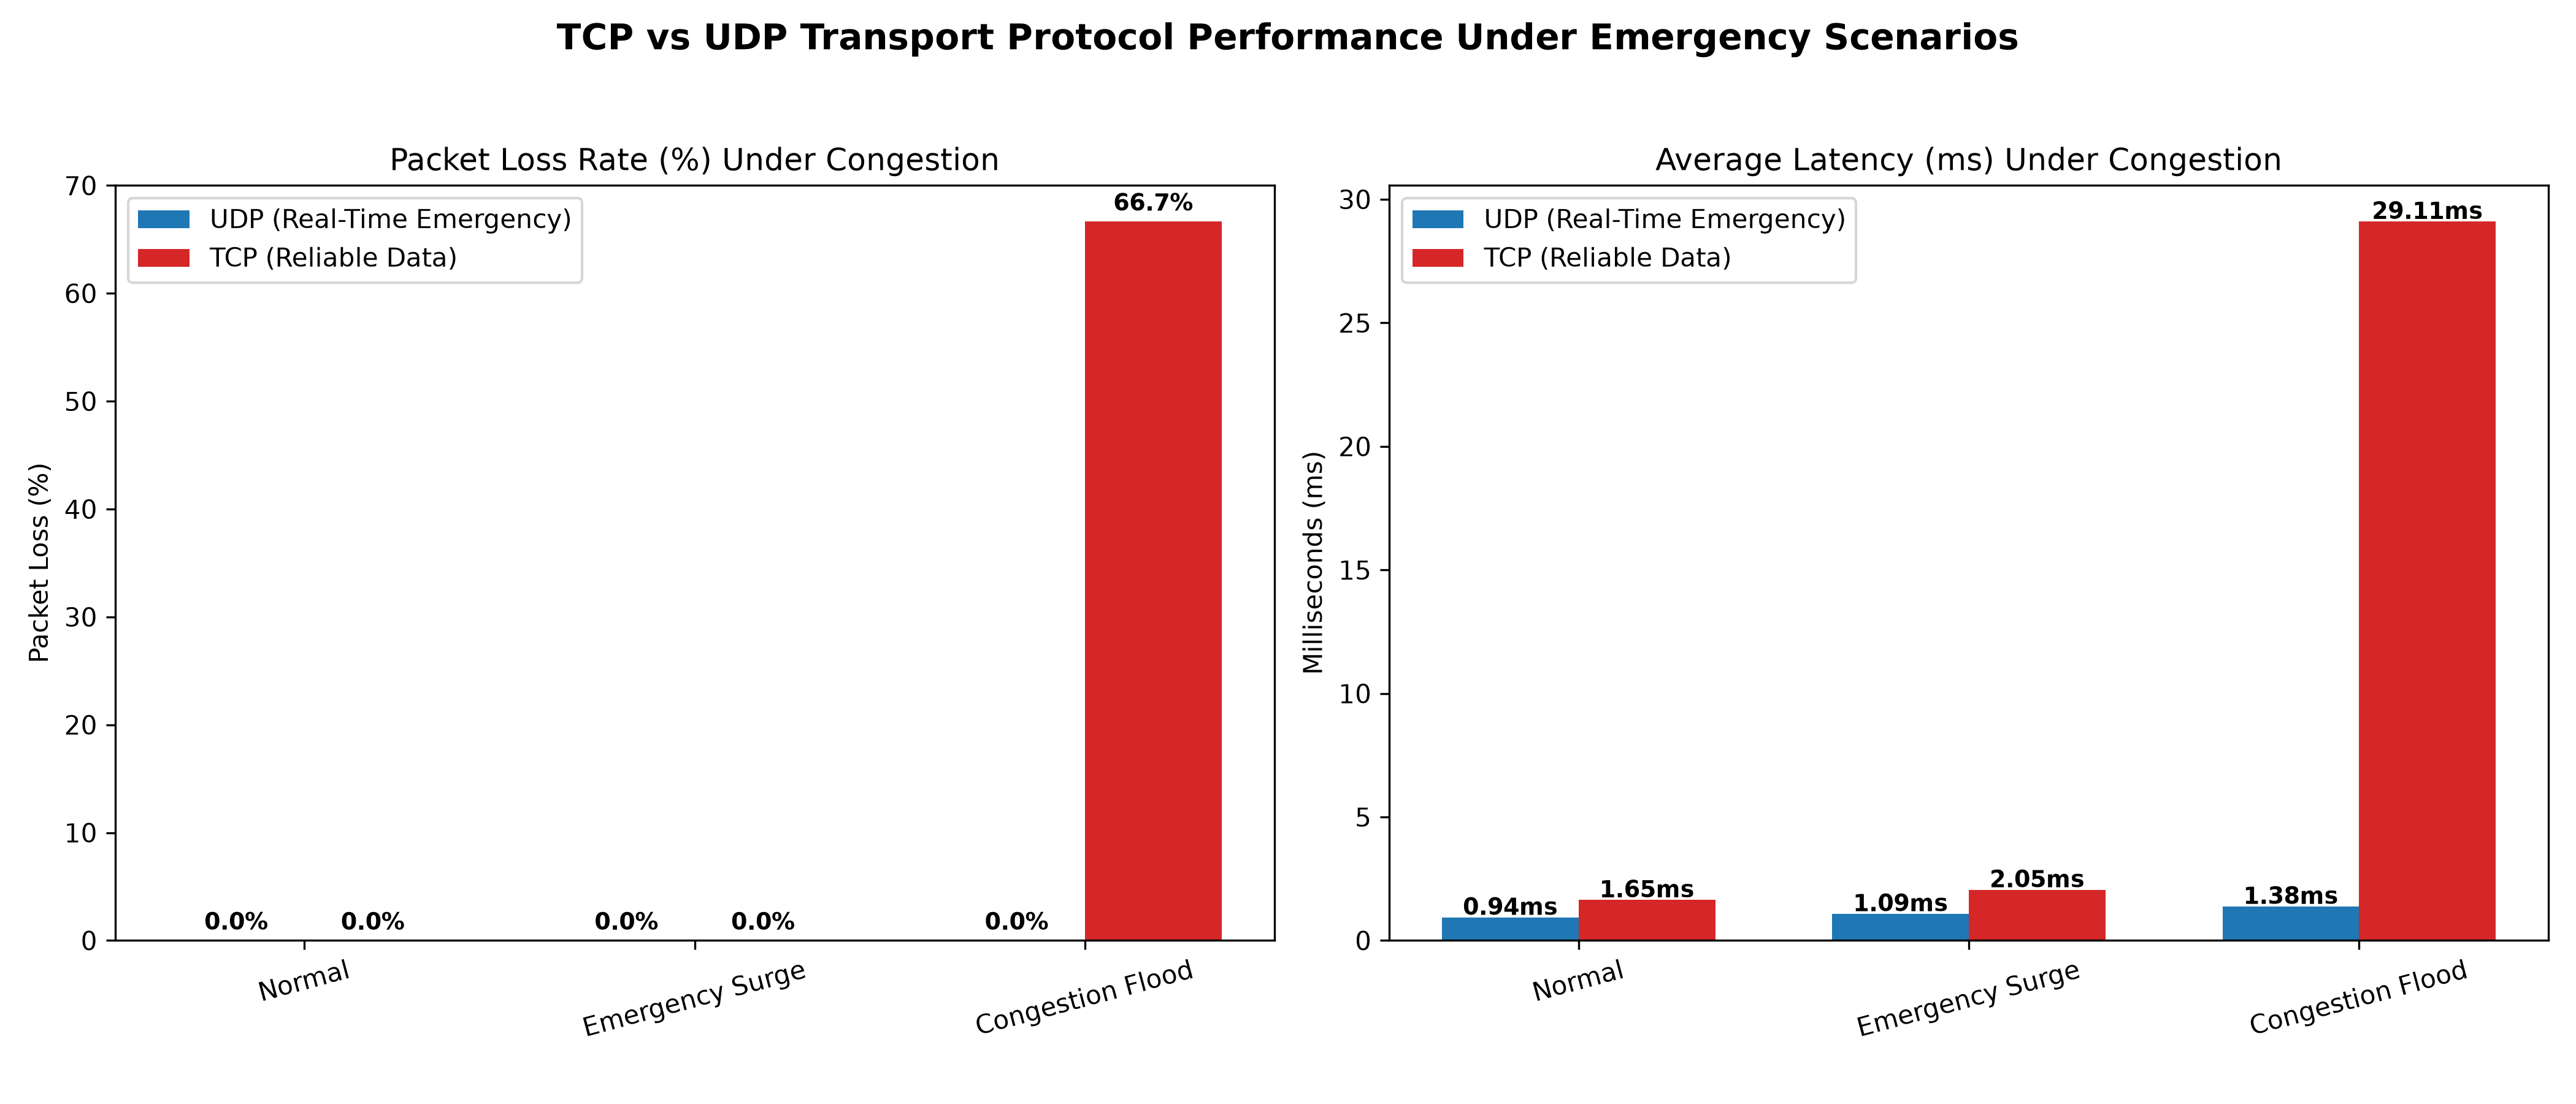 TCP vs UDP Transport Protocol Performance Under Emergency Scenarios
Packet Loss Rate (%) Under Congestion
UDP (Real-Time Emergency)
TCP (Reliable Data)
Packet Loss (%)
70
60
50
40
30
20
10
0
0.0%
0.0%
0.0%
0.0%
0.0%
66.7%
Normal
Emergency Surge
Congestion Flood
Average Latency (ms) Under Congestion
UDP (Real-Time Emergency)
TCP (Reliable Data)
Milliseconds (ms)
30
25
20
15
10
5
0
0.94ms
1.65ms
1.09ms
2.05ms
1.38ms
29.11ms
Normal
Emergency Surge
Congestion Flood